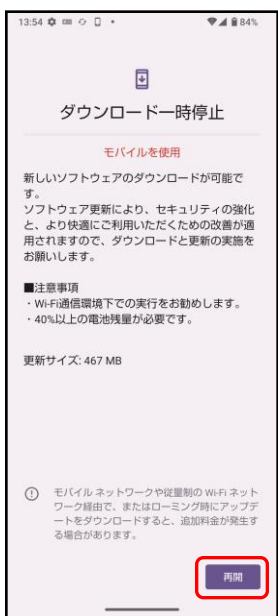 13:54
84%
ダウンロード一時停止
モバイルを使用
新しいソフトウェアのダウンロードが可能で
す。
ソフトウェア更新により、セキュリティの強化
と、より快適にご利用いただくための改善が適
用されますので、ダウンロードと更新の実施を
お願いします。
■注意事項
・Wi-Fi通信環境下での実行をお勧めします。
・40%以上の電池残量が必要です。
更新サイズ: 467 MB
モバイル ネットワークや従量制の Wi-Fi ネット
ワーク経由で、またはローミング時にアップデ
ートをダウンロードすると、追加料金が発生す
る場合があります。
再開